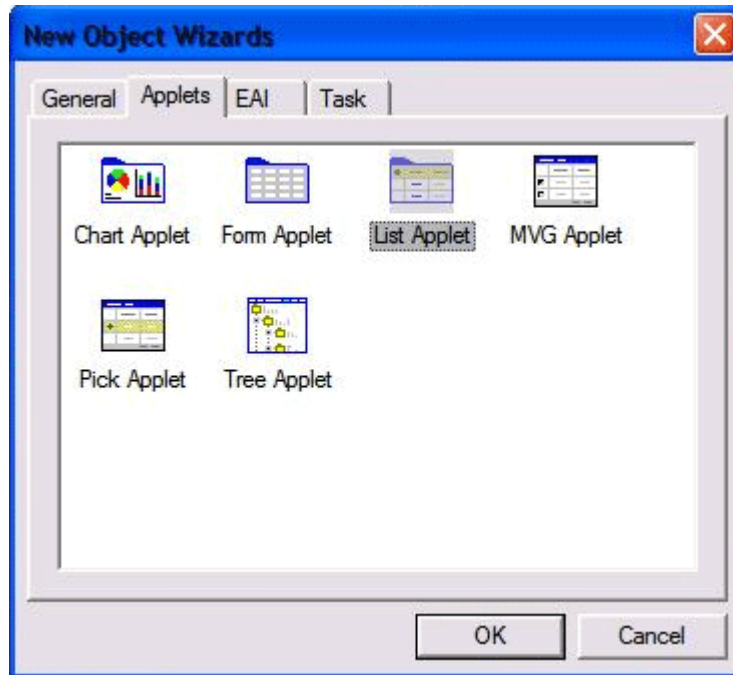 New Object Wizards
General Applets EAI Task
Chart Applet Form Applet List Applet MVG Applet
Pick Applet Tree Applet
OK Cancel